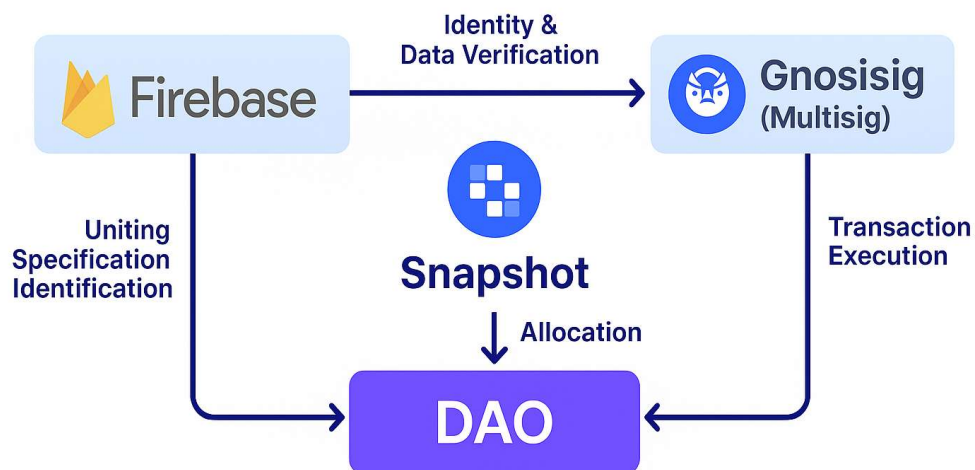 Identity &
Data Verification
Firebase
Gnosisig
(Multisig)
Uniting
Specification
Identification
Snapshot
Transaction
Execution
Allocation
DAO